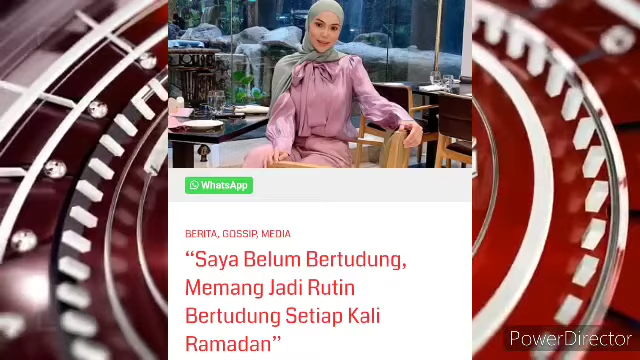 WhatsApp
BERITA, GOSSIP, MEDIA
“Saya Belum Bertudung,
Memang Jadi Rutin
Bertudung Setiap Kali
Ramadan”
PowerDirector